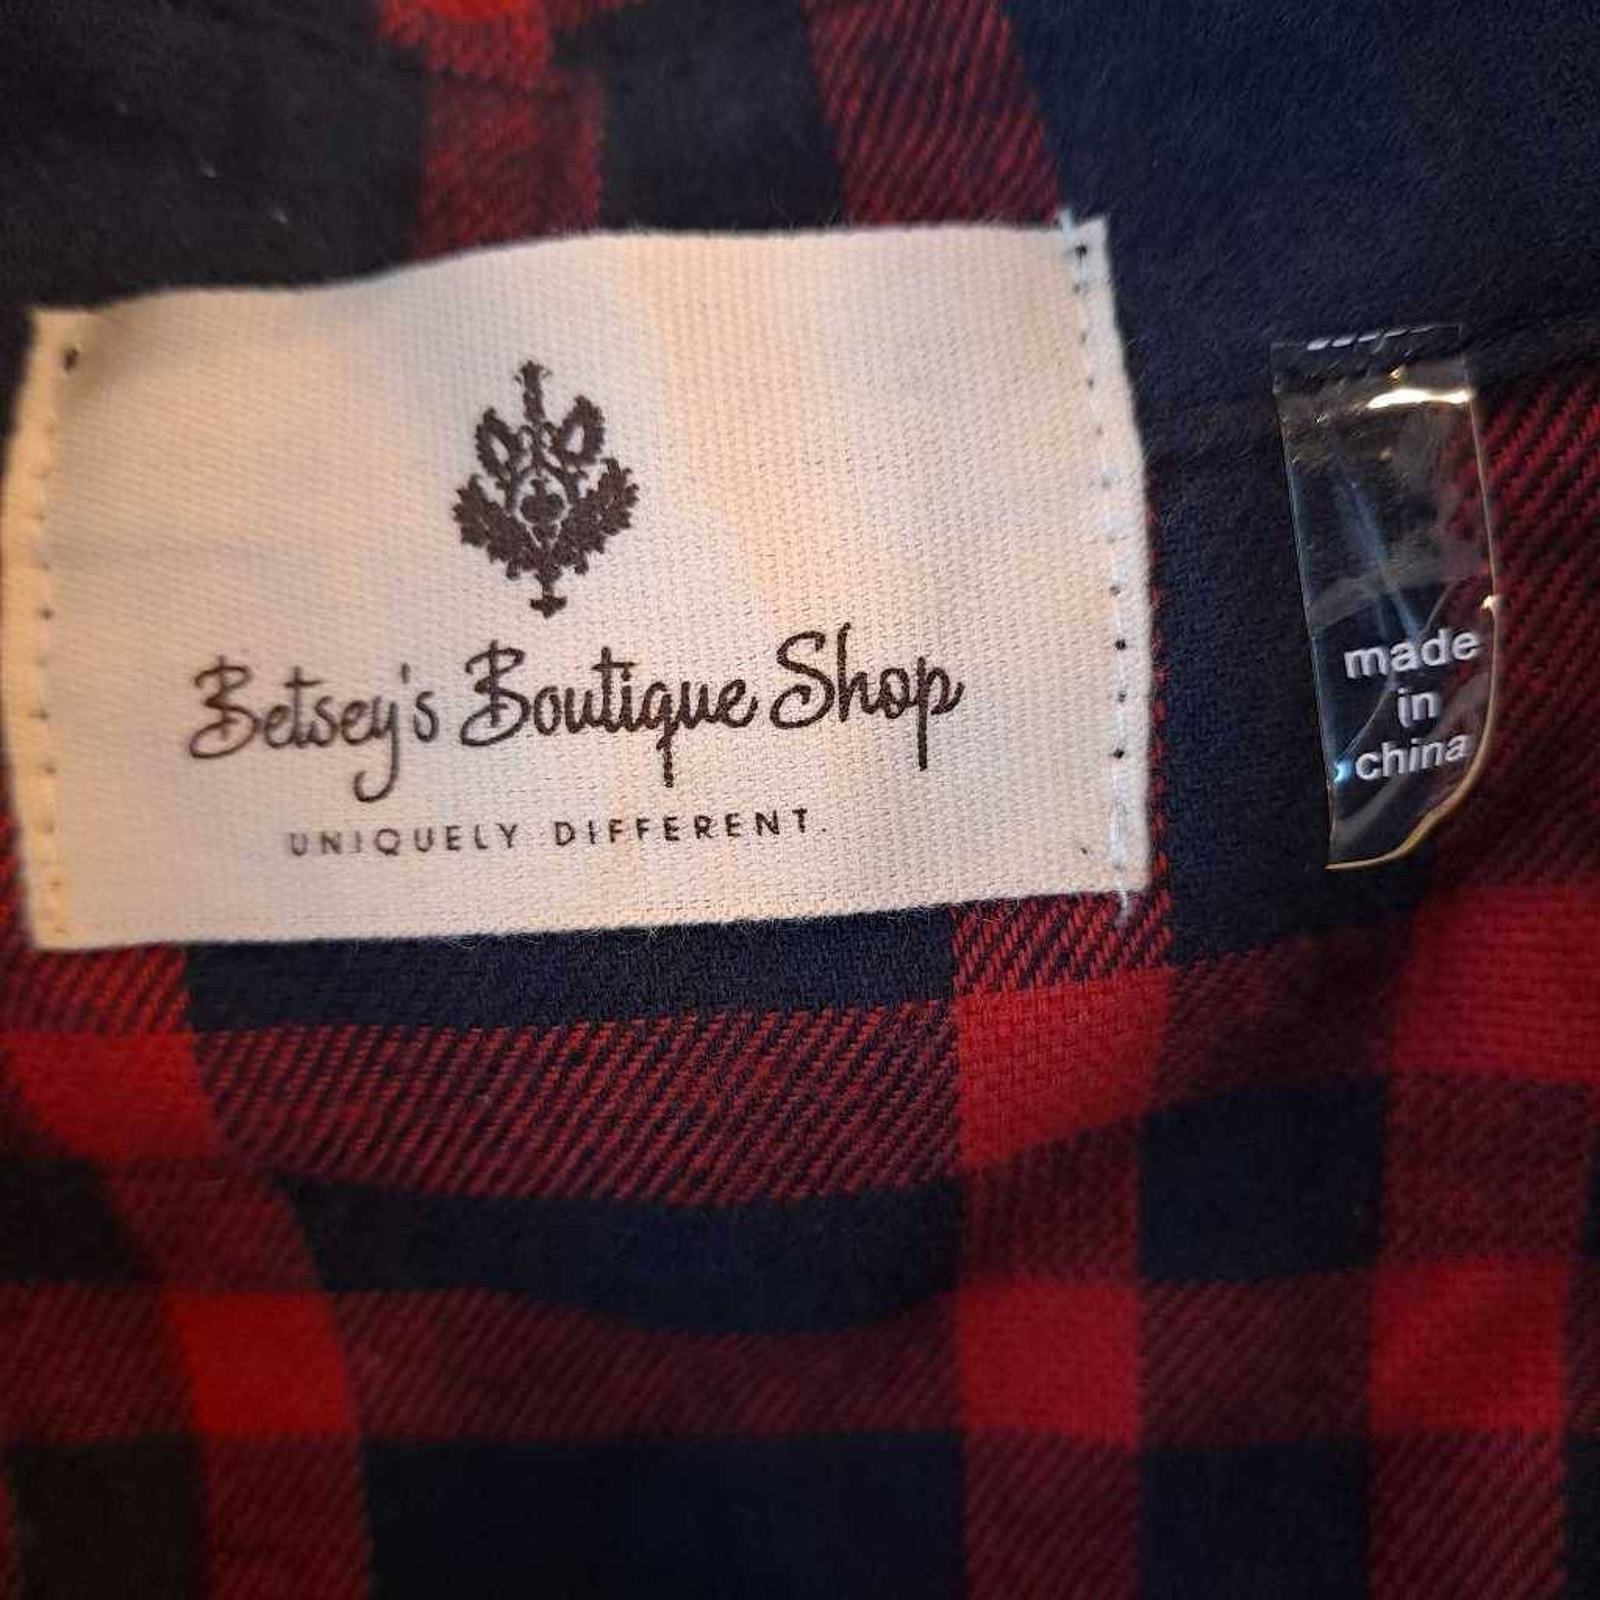 Betsey's Boutique Shop
UNIQUELY DIFFERENT.
made
in
china